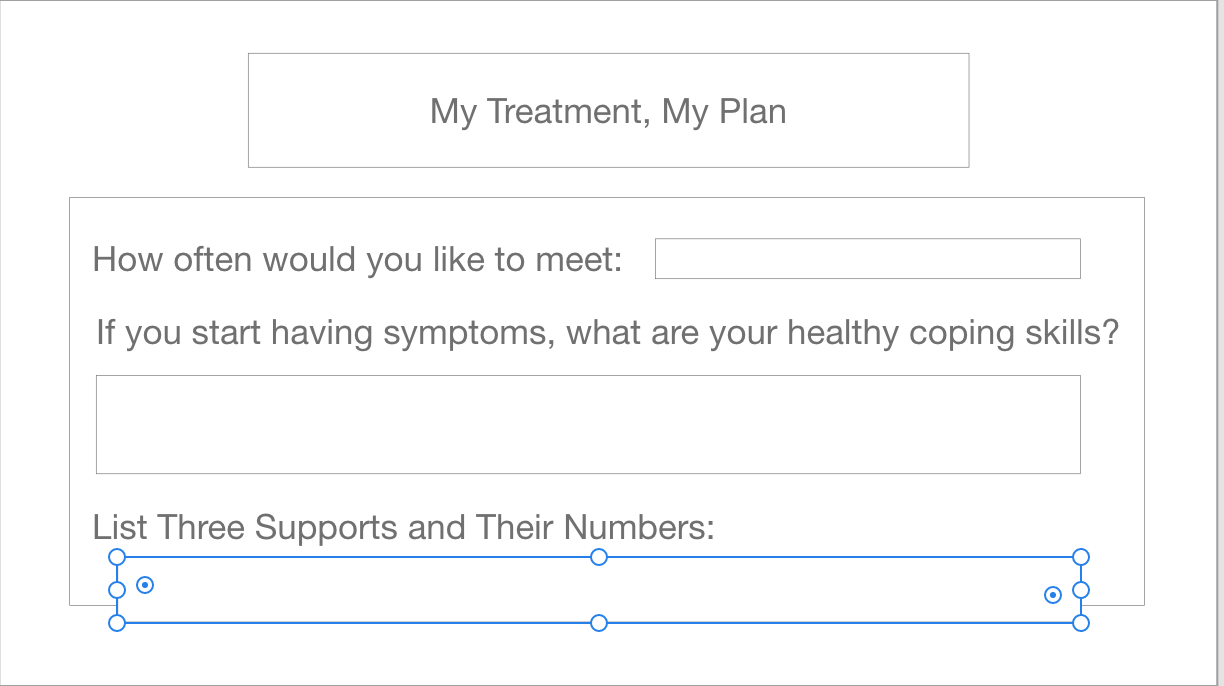 My Treatment, My Plan
How often would you like to meet:
If you start having symptoms, what are your healthy coping skills?
List Three Supports and Their Numbers: